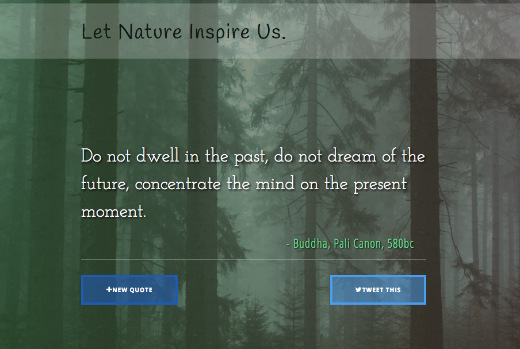 Let Nature Inspire Us.
Do not dwell in the past, do not dream of the
future, concentrate the mind on the present
moment.
- Buddha, Pali Canon, 580bc
+NEW QUOTE
TWEET THIS